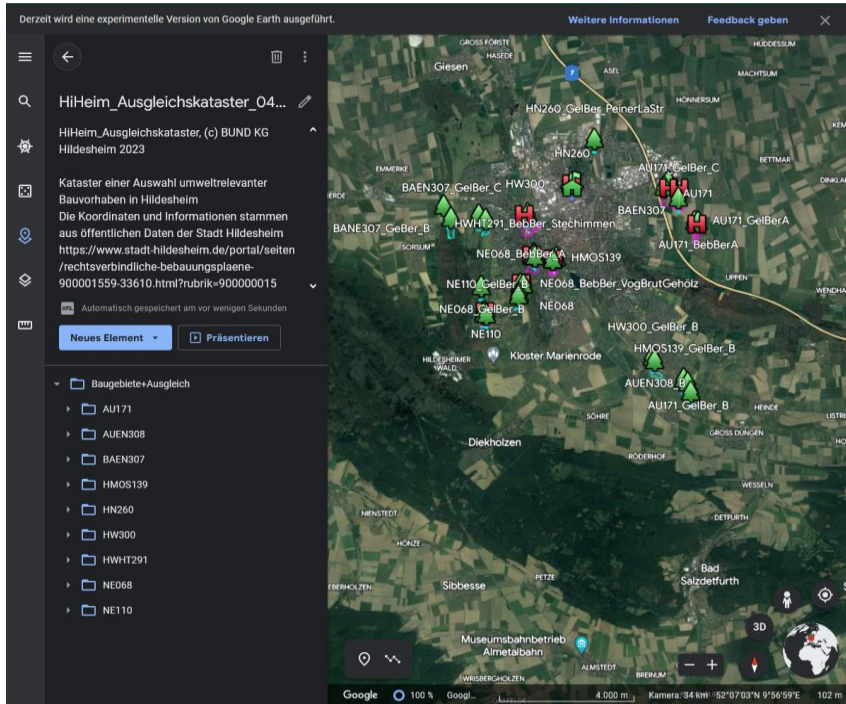 Derzeit wird eine experimentelle Version von Google Earth ausgeführt.
Weitere Informationen
Feedback geben
HiHeim_Ausgleichskataster_04...
HiHeim_Ausgleichskataster, (c) BUND KG
Hildesheim 2023
Kataster einer Auswahl umweltrelevanter
Bauvorhaben in Hildesheim
Die Koordinaten und Informationen stammen
aus öffentlichen Daten der Stadt Hildesheim
https://www.stadt-hildesheim.de/portal/seiten
/rechtsverbindliche-bebauungsplaene-
900001559-33610.html?rubrik=900000015
Automatisch gespeichert am vor wenigen Sekunden
Neues Element
Präsentieren
Baugebiete+Ausgleich
AU171
AUEN308
BAEN307
HMOS139
HN260
HW300
HWHT291
NE068
NE110
GROSS FÖRSTE
HASEDE
HÜDDESSUM
Giesen
7
ASEL
MACHTSUM
HÖNNERSUM
HN260_GelBer_PeinerLaStr
HN260
BETTMAR
EMMERKE
AU171_GelBer_C
BAEN307_GelBer_C
HW300
AU171
BAEN307
BANE307_Ger_B
HWHT291_BebBer_Stechimmen
AU171_GelBerA
SORSUM
AU171_BebBerA
NE068_BebBer_A
HMOS139
UPPEN
NE110_GelBer_B
NE068_BebBer_VogBrutGehölz
NE068_GelBer_B
NE068
NE110
HW300_GelBer_B
HILDESHEIMER
WALD
Kloster Marienrode
HMOS139_GelBer_B
AUEN308_B
AU171_GelBer_B
HEINDE
SÖHRE
GROSS DÜNGEN
Diekholzen
RÖDERHOF
WESSELN
NIENSTEDT
DETFURTH
HÖNZE
Bad
Salzdetfurth
Sibbesse
PETZE
3D
Museumsbahnbetrieb
Almetalbahn
ALMSTEDT
BREINUM
WRISBERGHOLZEN
Google
100 %
Googl...
4.000 m
Kamera: 34 km
52°07'03"N 9°56'59"E
102 m